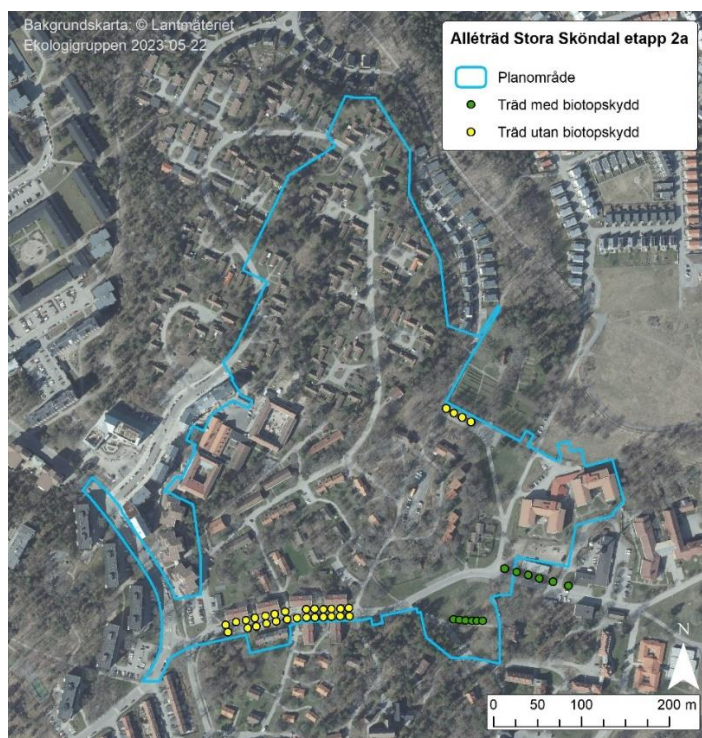 Bakgrundskarta: © Lantmäteriet
Ekologigruppen 2023-05-22
Alléträd Stora Sköndal etapp 2a
Planområde
Träd med biotopskydd
Träd utan biotopskydd
N
0 50 100 200 m